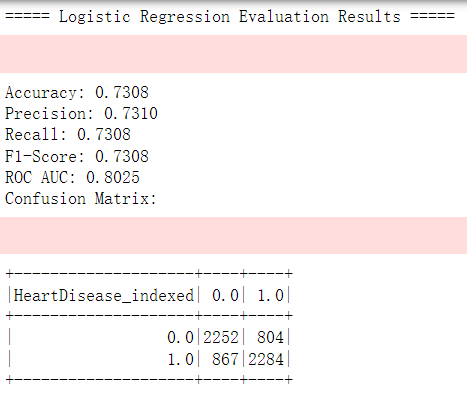 ===== Logistic Regression Evaluation Results =====
Accuracy: 0.7308
Precision: 0.7310
Recall: 0.7308
F1-Score: 0.7308
ROC AUC: 0.8025
Confusion Matrix:
+--------------------+----+----+
|HeartDisease_indexed| 0.0| 1.0|
+--------------------+----+----+
|                 0.0|2252| 804|
|                 1.0| 867|2284|
+--------------------+----+----+